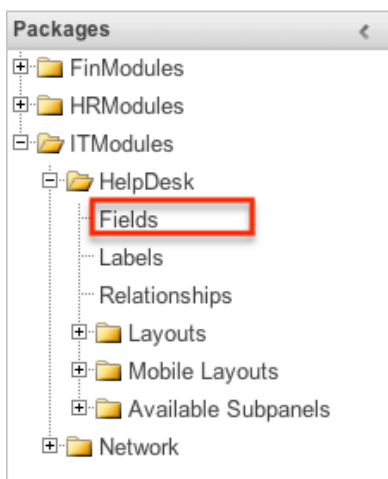 Packages
FinModules
HRModules
ITModules
HelpDesk
Fields
Labels
Relationships
Layouts
Mobile Layouts
Available Subpanels
Network